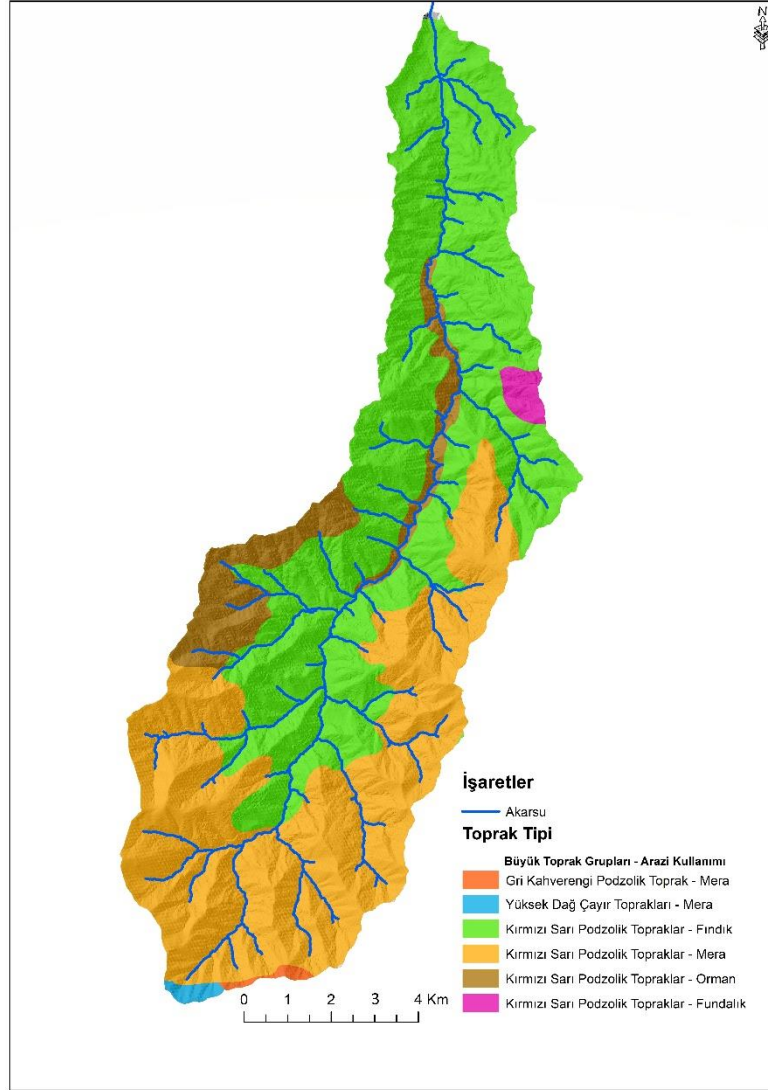 N
İşaretler
Akarsu
Toprak Tipi
Büyük Toprak Grupları - Arazi Kullanımı
Gri Kahverengi Podzolik Toprak - Mera
Yüksek Dağ Çayır Toprakları - Mera
Kırmızı Sarı Podzolik Topraklar - Fındık
Kırmızı Sarı Podzolik Topraklar - Mera
Kırmızı Sarı Podzolik Topraklar - Orman
Kırmızı Sarı Podzolik Topraklar - Fundalık
0 1 2 3 4 Km